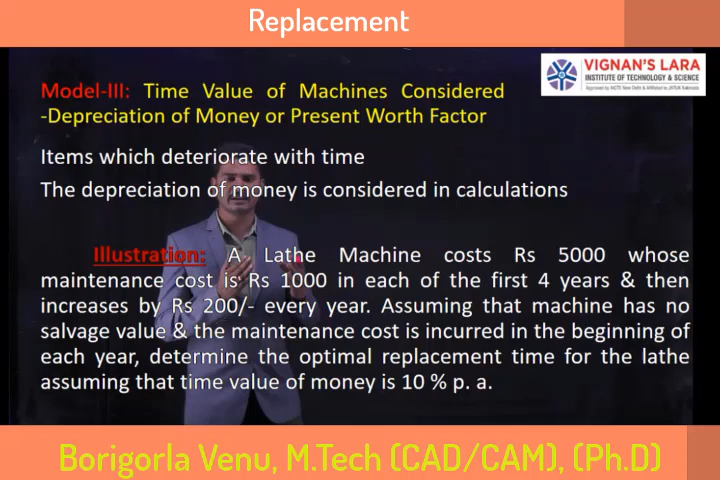 Replacement
VIGNAN'S LARA
INSTITUTE OF TECHNOLOGY & SCIENCE
Model-III: Time Value of Machines Considered
-Depreciation of Money or Present Worth Factor
Items which deteriorate with time
The depreciation of money is considered in calculations
Illustration: A Lathe Machine costs Rs 5000 whose
maintenance cost is Rs 1000 in each of the first 4 years & then
increases by Rs 200/- every year. Assuming that machine has no
salvage value & the maintenance cost is incurred in the beginning of
each year, determine the optimal replacement time for the lathe
assuming that time value of money is 10 % p. a.
Borigorla Venu, M.Tech (CAD/CAM), (Ph.D)